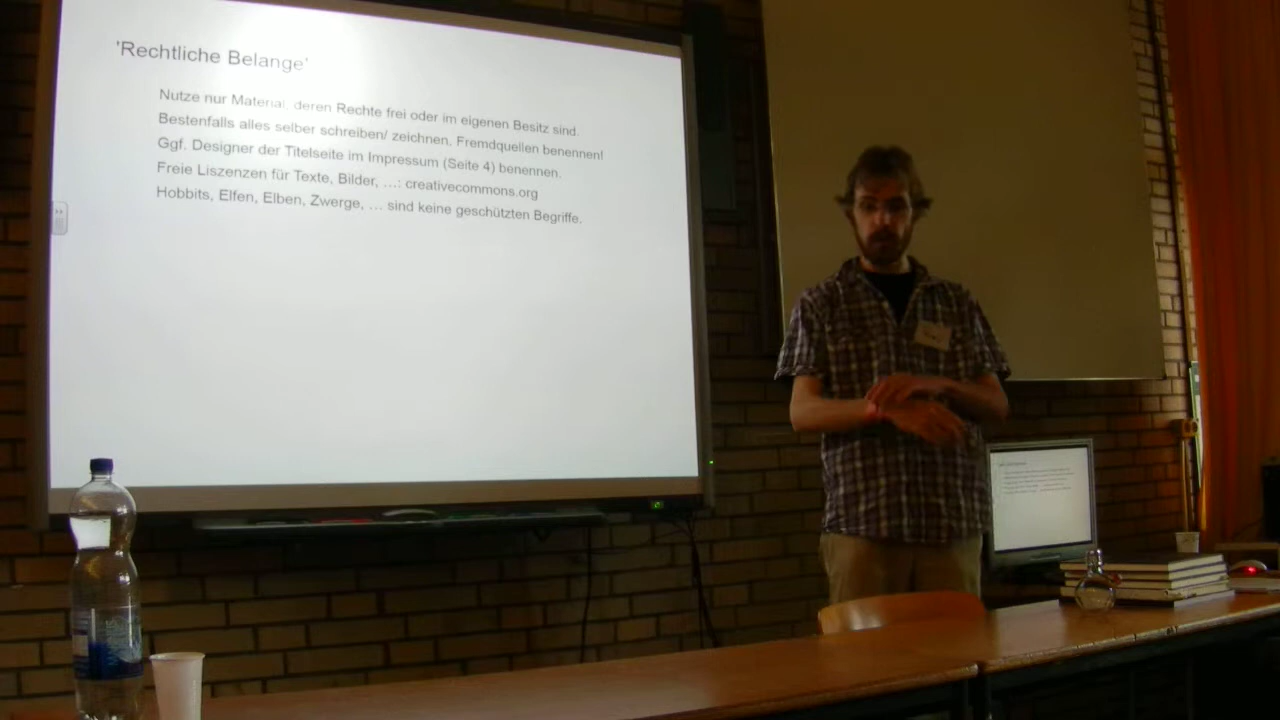 'Rechtliche Belange'
Nutze nur Material, deren Rechte frei oder im eigenen Besitz sind.
Bestenfalls alles selber schreiben/ zeichnen, Fremdquellen benennen!
Ggf. Designer der Titelseite im Impressum (Seite 4) benennen.
Freie Liszenzen für Texte, Bilder, …: creativecommons.org
Hobbits, Elfen, Elben, Zwerge, … sind keine geschützten Begriffe.